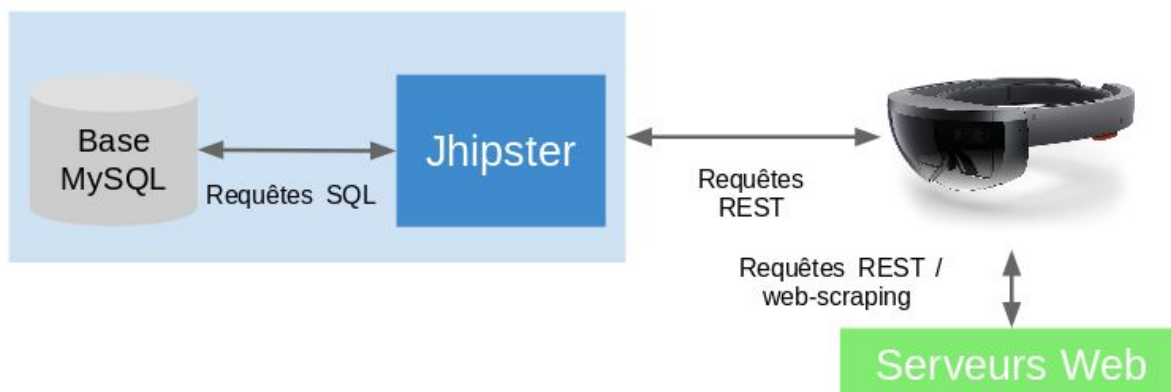 Base
MySQL
Requêtes SQL
Jhipster
Requêtes
REST
Requêtes REST /
web-scraping
Serveurs Web